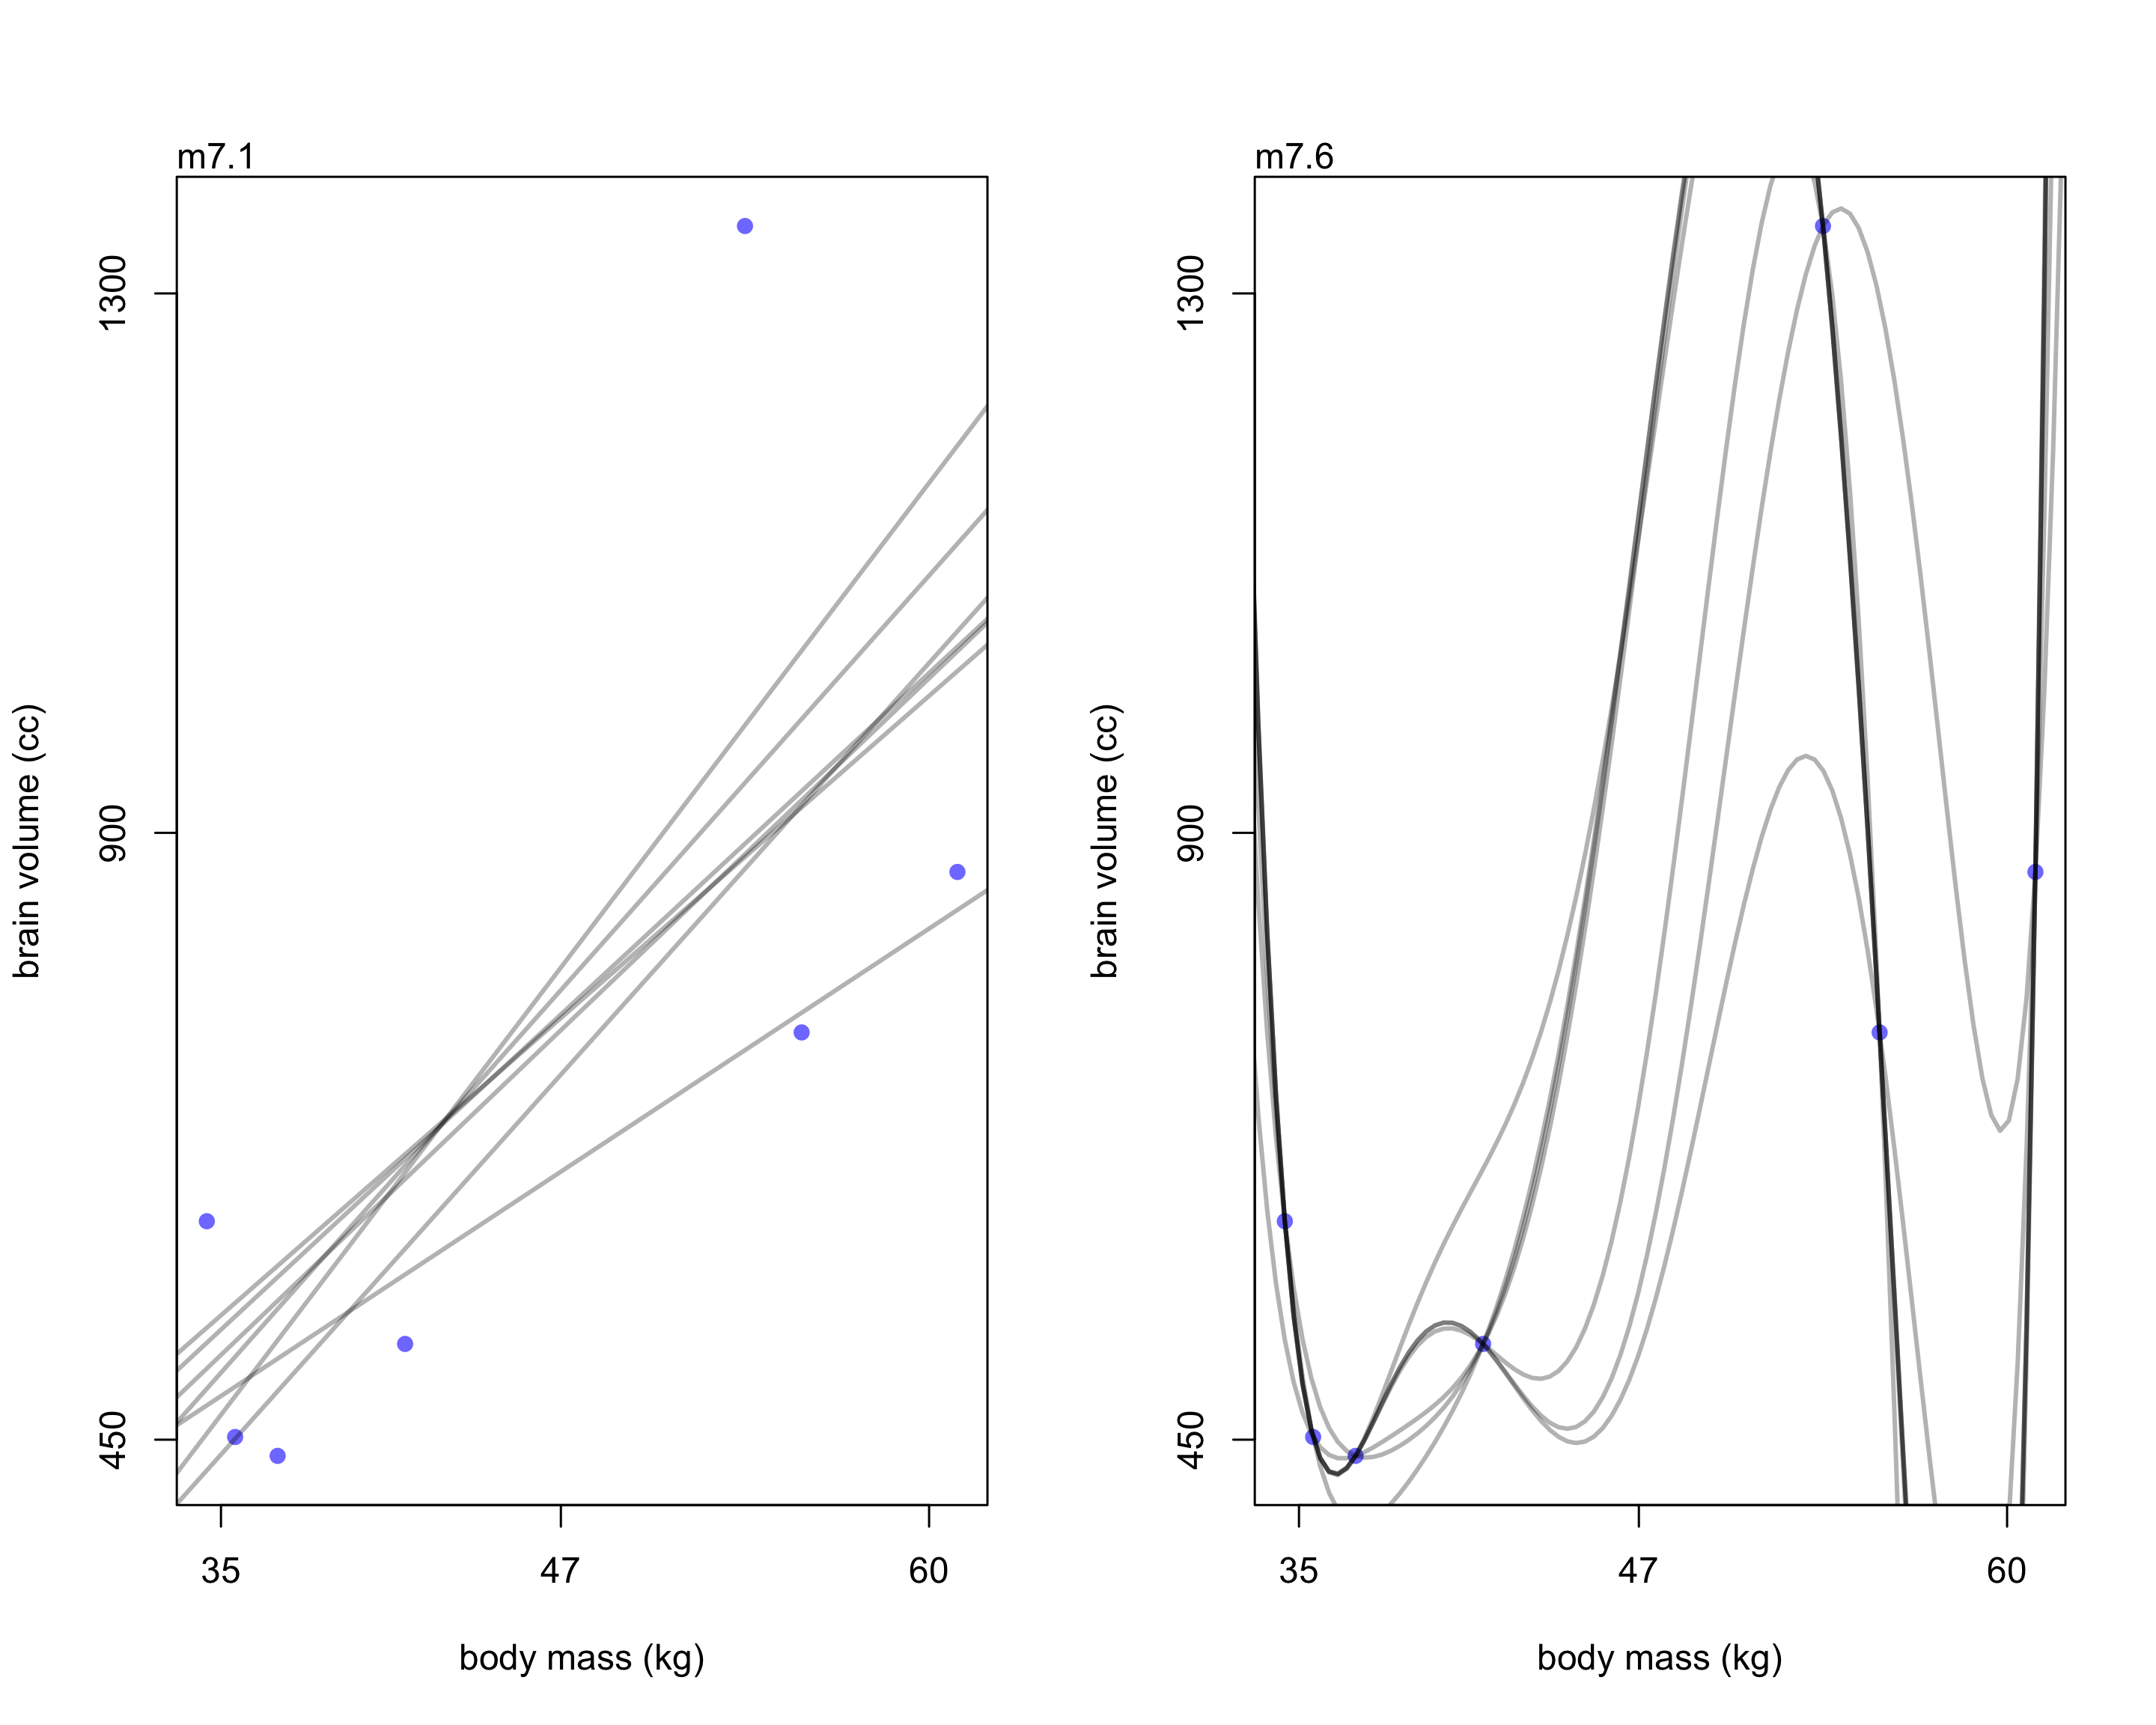 m7.1
brain volume (cc)
1300
900
450
35 47 60
body mass (kg)
m7.6
brain volume (cc)
1300
900
450
35 47 60
body mass (kg)